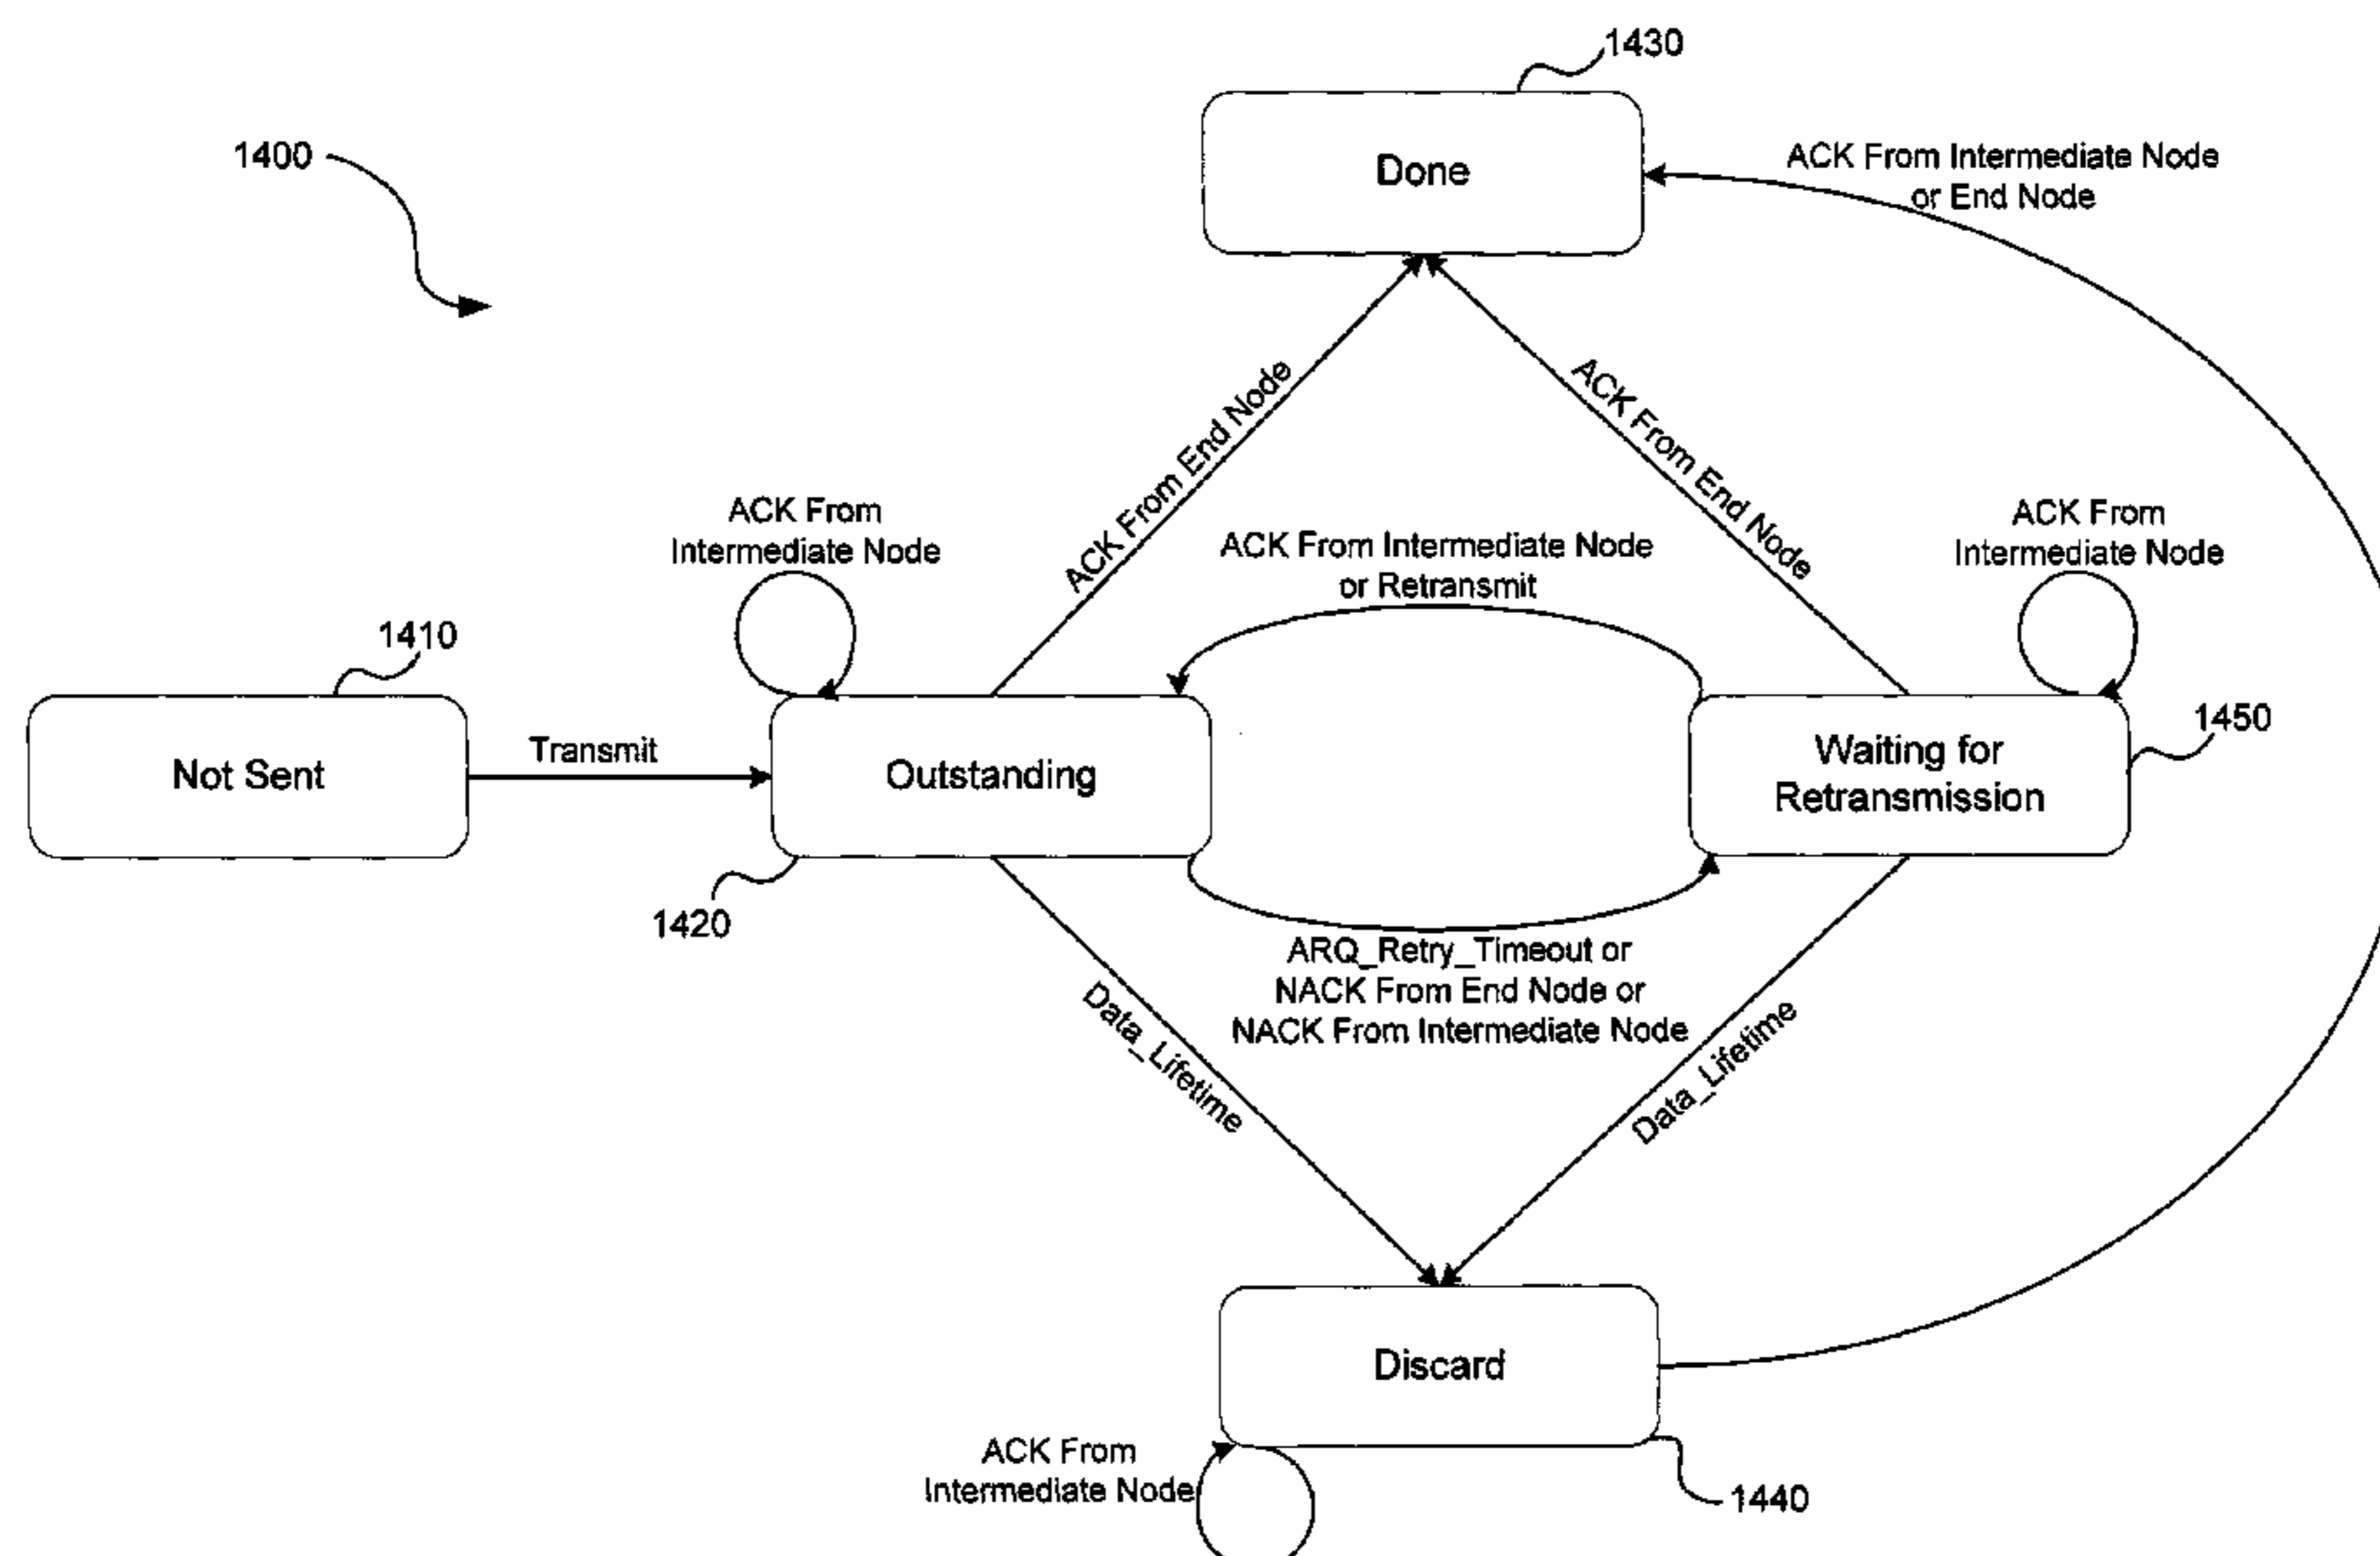 1430
1400
Done
ACK From Intermediate Node
or End Node
ACK From End Node
ACK From End Node
ACK From
Intermediate Node
ACK From Intermediate Node
or Retransmit
ACK From
Intermediate Node
1410
1450
Not Sent
Transmit
Outstanding
Waiting for
Retransmission
1420
ARQ_Retry_Timeout or
NACK From End Node or
NACK From Intermediate Node
Data_Lifetime
Data_Lifetime
Discard
ACK From
Intermediate Node
1440